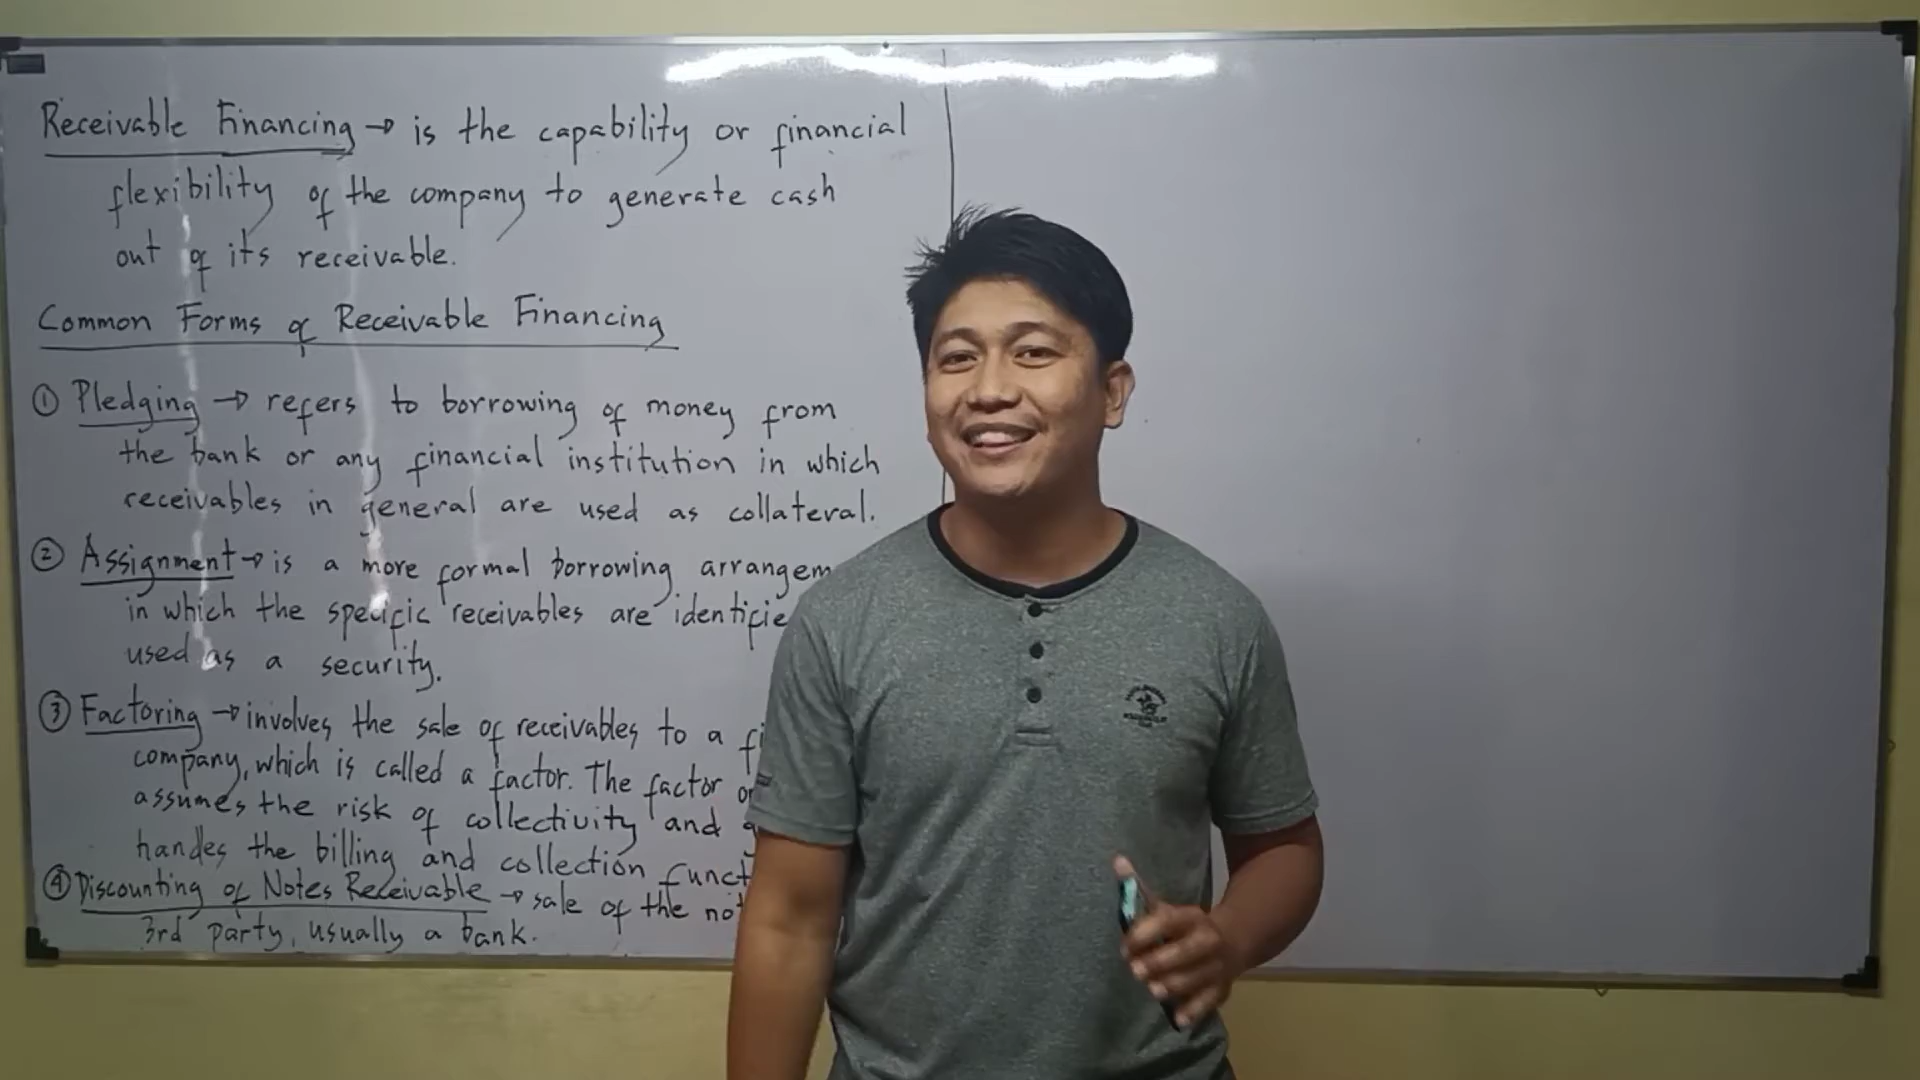 Receivable Financing → is the capability or financial
flexibility of the company to generate cash
out of its receivable.
Common Forms of Receivable Financing
① Pledging → refers to borrowing of money from
the bank or any financial institution in which
receivables in general are used as collateral.
② Assignment → is a more formal borrowing arrangem
in which the specific receivables are identifie
used as a security.
③ Factoring → involves the sale of receivables to a fi
company, which is called a factor. The factor or
assumes the risk of collectivity and g
handes the billing and collection funct
④ Discounting of Notes Receivable → sale of the not
3rd party, usually a bank.